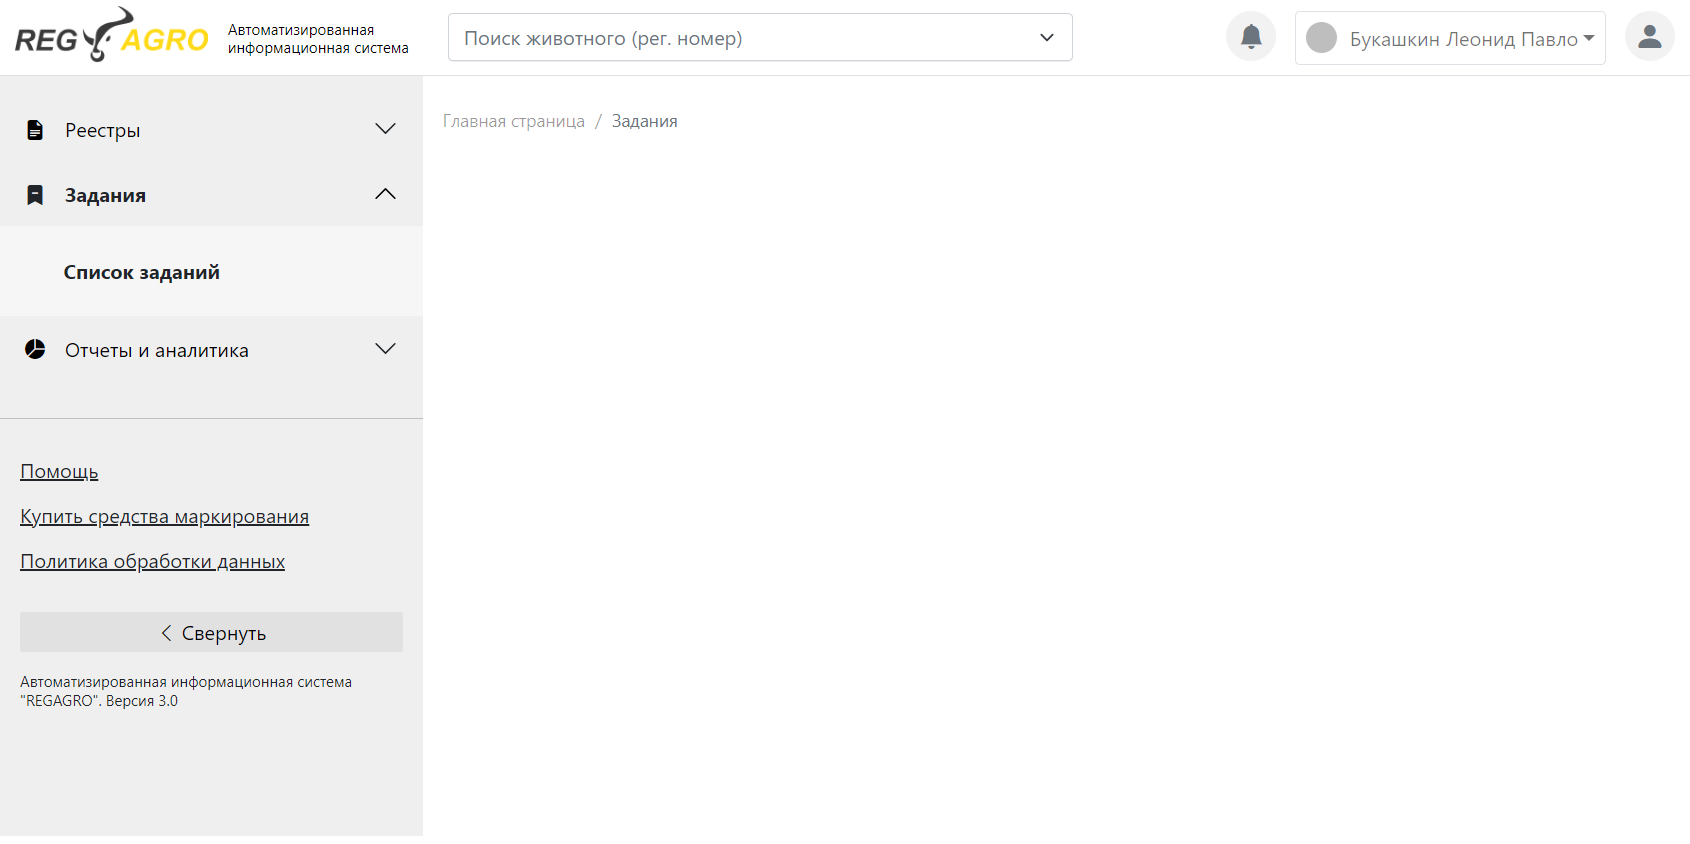 REG AGRO
Автоматизированная
информационная система
Поиск животного (рег. номер)
Букашкин Леонид Павло
Реестры
Задания
Список заданий
Отчеты и аналитика
Помощь
Купить средства маркирования
Политика обработки данных
Свернуть
Автоматизированная информационная система
"REGAGRO". Версия 3.0
Главная страница / Задания